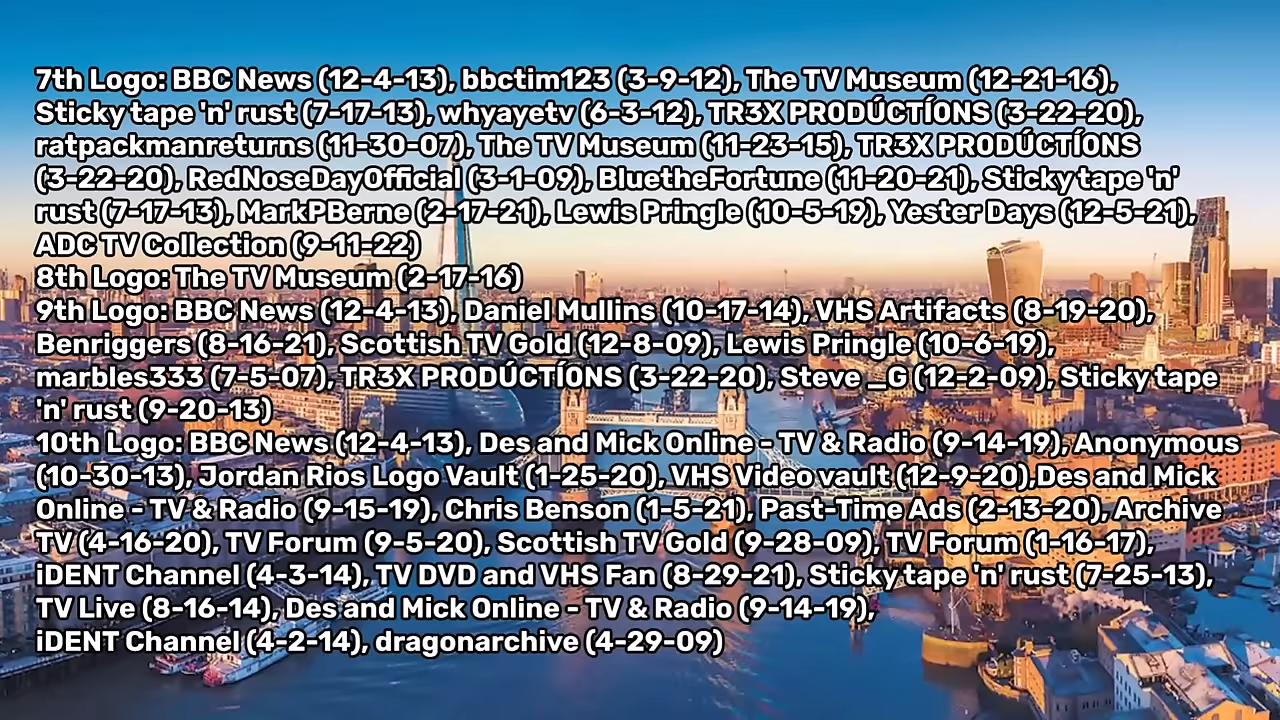 7th Logo: BBC News (12-4-13), bbctim123 (3-9-12), The TV Museum (12-21-16),
Sticky tape 'n' rust (7-17-13), whyayetv (6-3-12), TR3X PR0DÚCTÍ0NS (3-22-20),
ratpackmanreturns (11-30-07), The TV Museum (11-23-15), TR3X PR0DÚCTÍ0NS
(3-22-20), RedNoseDayOfficial (3-1-09), BluetheFortune (11-20-21), Sticky tape 'n'
rust (7-17-13), MarkPBerne (2-17-21), Lewis Pringle (10-5-19), Yester Days (12-5-21),
ADC TV Collection (9-11-22)
8th Logo: The TV Museum (2-17-16)
9th Logo: BBC News (12-4-13), Daniel Mullins (10-17-14), VHS Artifacts (8-19-20),
Benriggers (8-16-21), Scottish TV Gold (12-8-09), Lewis Pringle (10-6-19),
marbles333 (7-5-07), TR3X PR0DÚCTÍ0NS (3-22-20), Steve _G (12-2-09), Sticky tape
'n' rust (9-20-13)
10th Logo: BBC News (12-4-13), Des and Mick Online - TV & Radio (9-14-19), Anonymous
(10-30-13), Jordan Rios Logo Vault (1-25-20), VHS Video vault (12-9-20),Des and Mick
Online - TV & Radio (9-15-19), Chris Benson (1-5-21), Past-Time Ads (2-13-20), Archive
TV (4-16-20), TV Forum (9-5-20), Scottish TV Gold (9-28-09), TV Forum (1-16-17),
iDENT Channel (4-3-14), TV DVD and VHS Fan (8-29-21), Sticky tape 'n' rust (7-25-13),
TV Live (8-16-14), Des and Mick Online - TV & Radio (9-14-19),
iDENT Channel (4-2-14), dragonarchive (4-29-09)